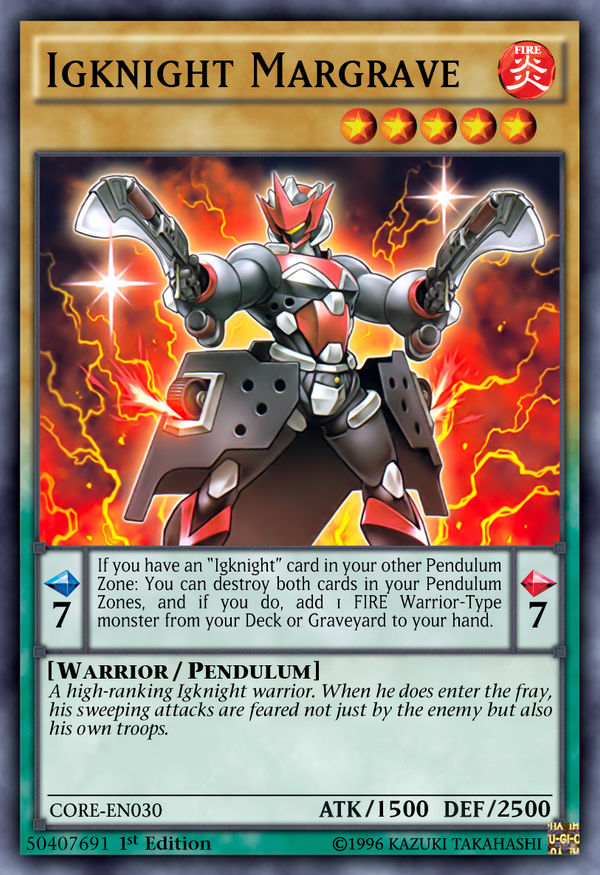 IGKNIGHT MARGRAVE
FIRE
炎
If you have an “Igknight” card in your other Pendulum
Zone: You can destroy both cards in your Pendulum
Zones, and if you do, add 1 FIRE Warrior-Type
monster from your Deck or Graveyard to your hand.
7
7
[WARRIOR / PENDULUM]
A high-ranking Igknight warrior. When he does enter the fray,
his sweeping attacks are feared not just by the enemy but also
his own troops.
CORE-EN030
ATK/1500 DEF/2500
50407691 1st Edition
©1996 KAZUKI TAKAHASHI